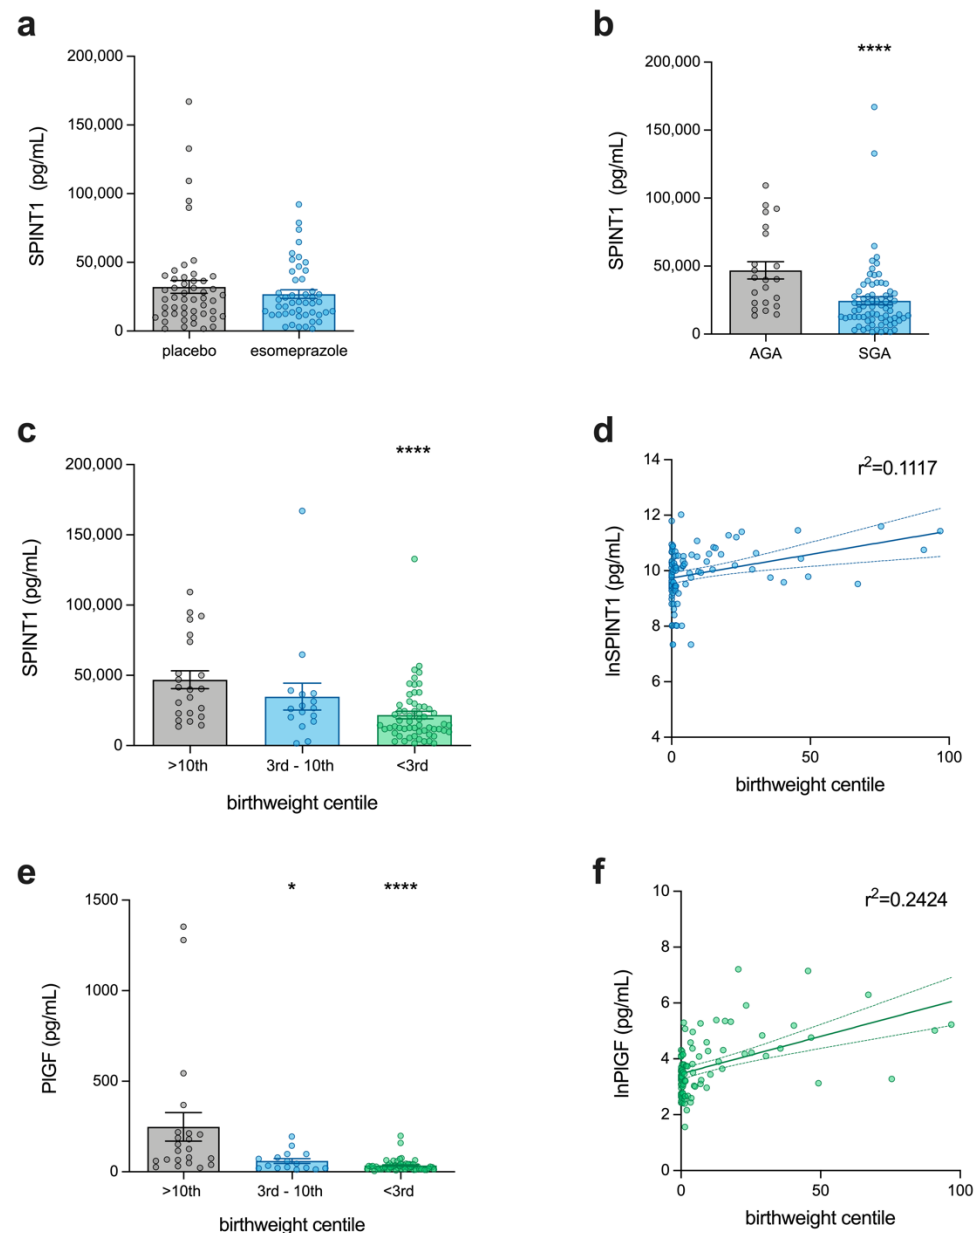 a
200,000
150,000
100,000
50,000
0
SPINT1 (pg/mL)
placebo
esomeprazole
b
****
200,000
150,000
100,000
50,000
0
SPINT1 (pg/mL)
AGA
SGA
c
****
200,000
150,000
100,000
50,000
0
SPINT1 (pg/mL)
>10th
3rd - 10th
<3rd
birthweight centile
d
r²=0.1117
14
12
10
8
6
4
lnSPINT1 (pg/mL)
0
50
100
birthweight centile
e
*
****
1500
1000
500
0
PlGF (pg/mL)
>10th
3rd - 10th
<3rd
birthweight centile
f
r²=0.2424
10
8
6
4
2
0
lnPlGF (pg/mL)
0
50
100
birthweight centile